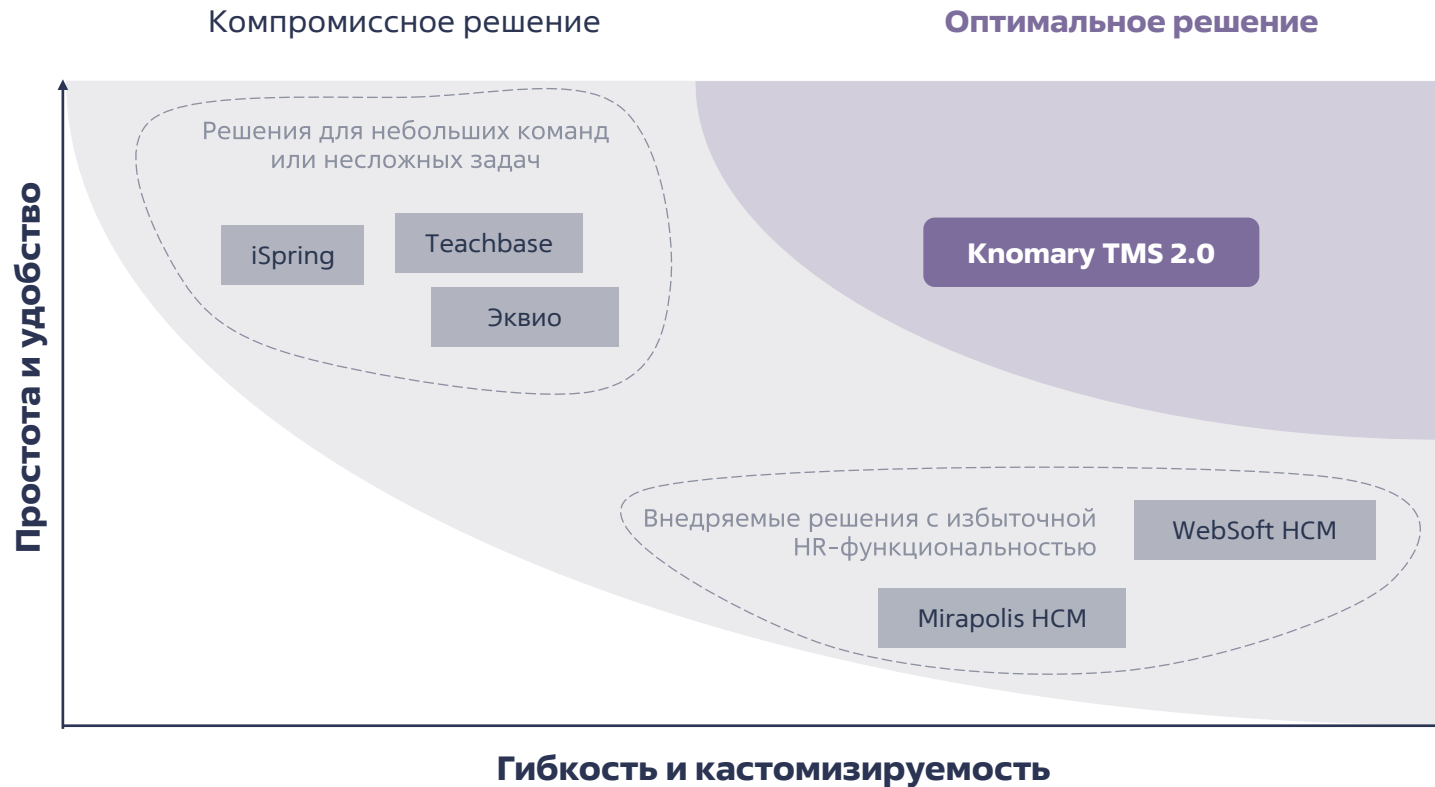 Компромиссное решение
Оптимальное решение
Решения для небольших команд
или несложных задач
iSpring
Teachbase
Эквио
Knomary TMS 2.0
Простота и удобство
Внедряемые решения с избыточной
HR-функциональностью
WebSoft HCM
Mirapolis HCM
Гибкость и кастомизируемость